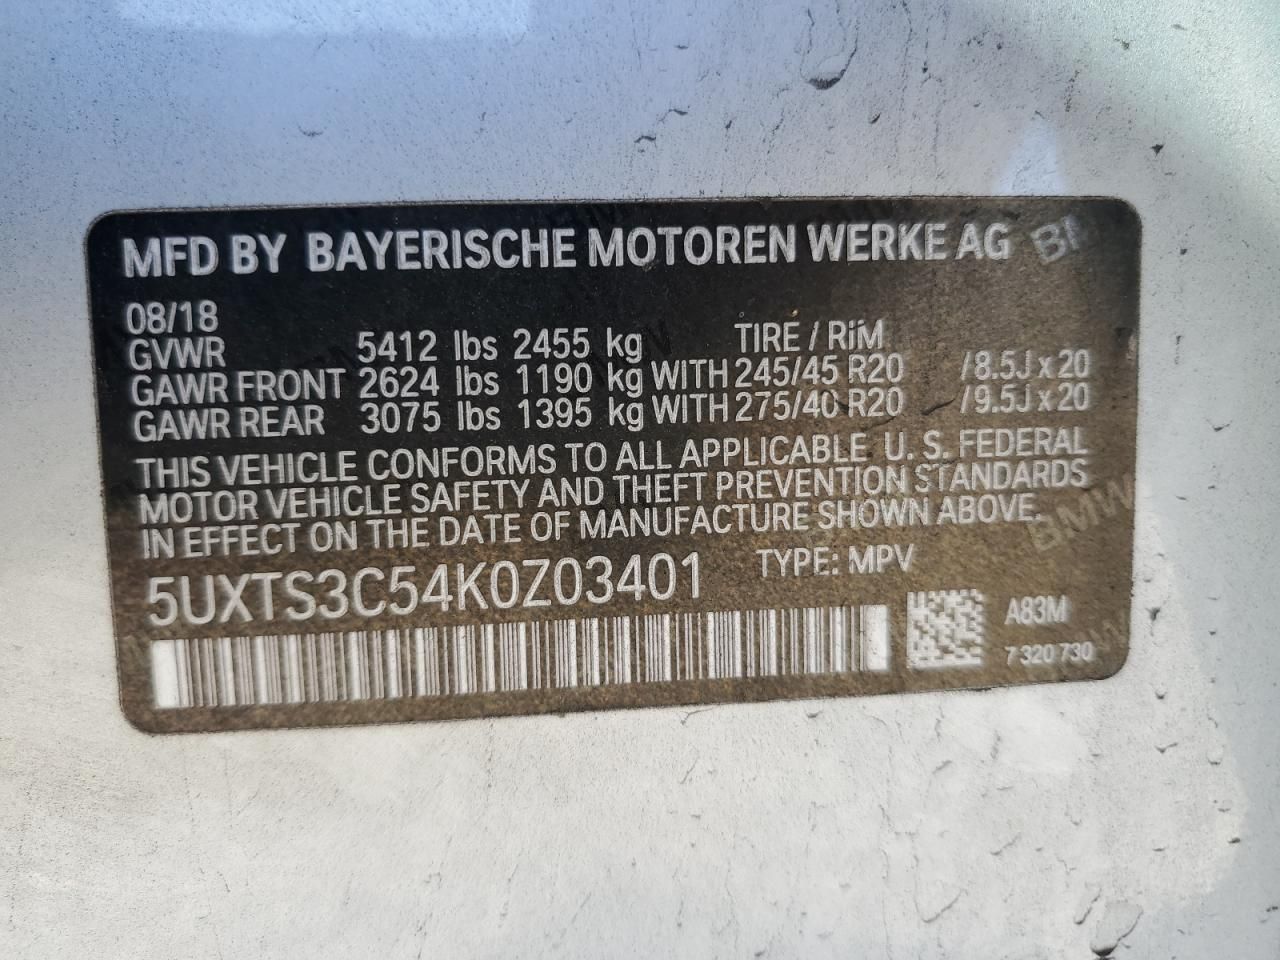 MFD BY BAYERISCHE MOTOREN WERKE AG
08/18
GVWR 5412 lbs 2455 kg TIRE / RiM
GAWR FRONT 2624 lbs 1190 kg WITH 245/45 R20 /8.5J x 20
GAWR REAR 3075 lbs 1395 kg WITH 275/40 R20 /9.5J x 20
THIS VEHICLE CONFORMS TO ALL APPLICABLE U. S. FEDERAL
MOTOR VEHICLE SAFETY AND THEFT PREVENTION STANDARDS
IN EFFECT ON THE DATE OF MANUFACTURE SHOWN ABOVE.
5UXTS3C54K0Z03401 TYPE: MPV
A83M
7 320 730
BMW